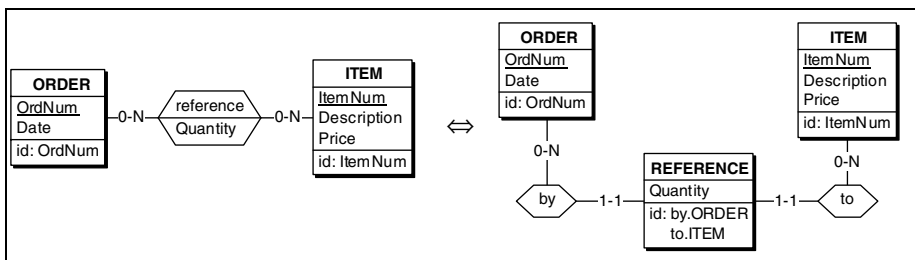 ORDER
OrdNum
Date
id: OrdNum
0-N
reference
Quantity
0-N
ITEM
ItemNum
Description
Price
id: ItemNum
⇔
ORDER
OrdNum
Date
id: OrdNum
0-N
by
1-1
REFERENCE
Quantity
id: by.ORDER
to.ITEM
1-1
to
0-N
ITEM
ItemNum
Description
Price
id: ItemNum